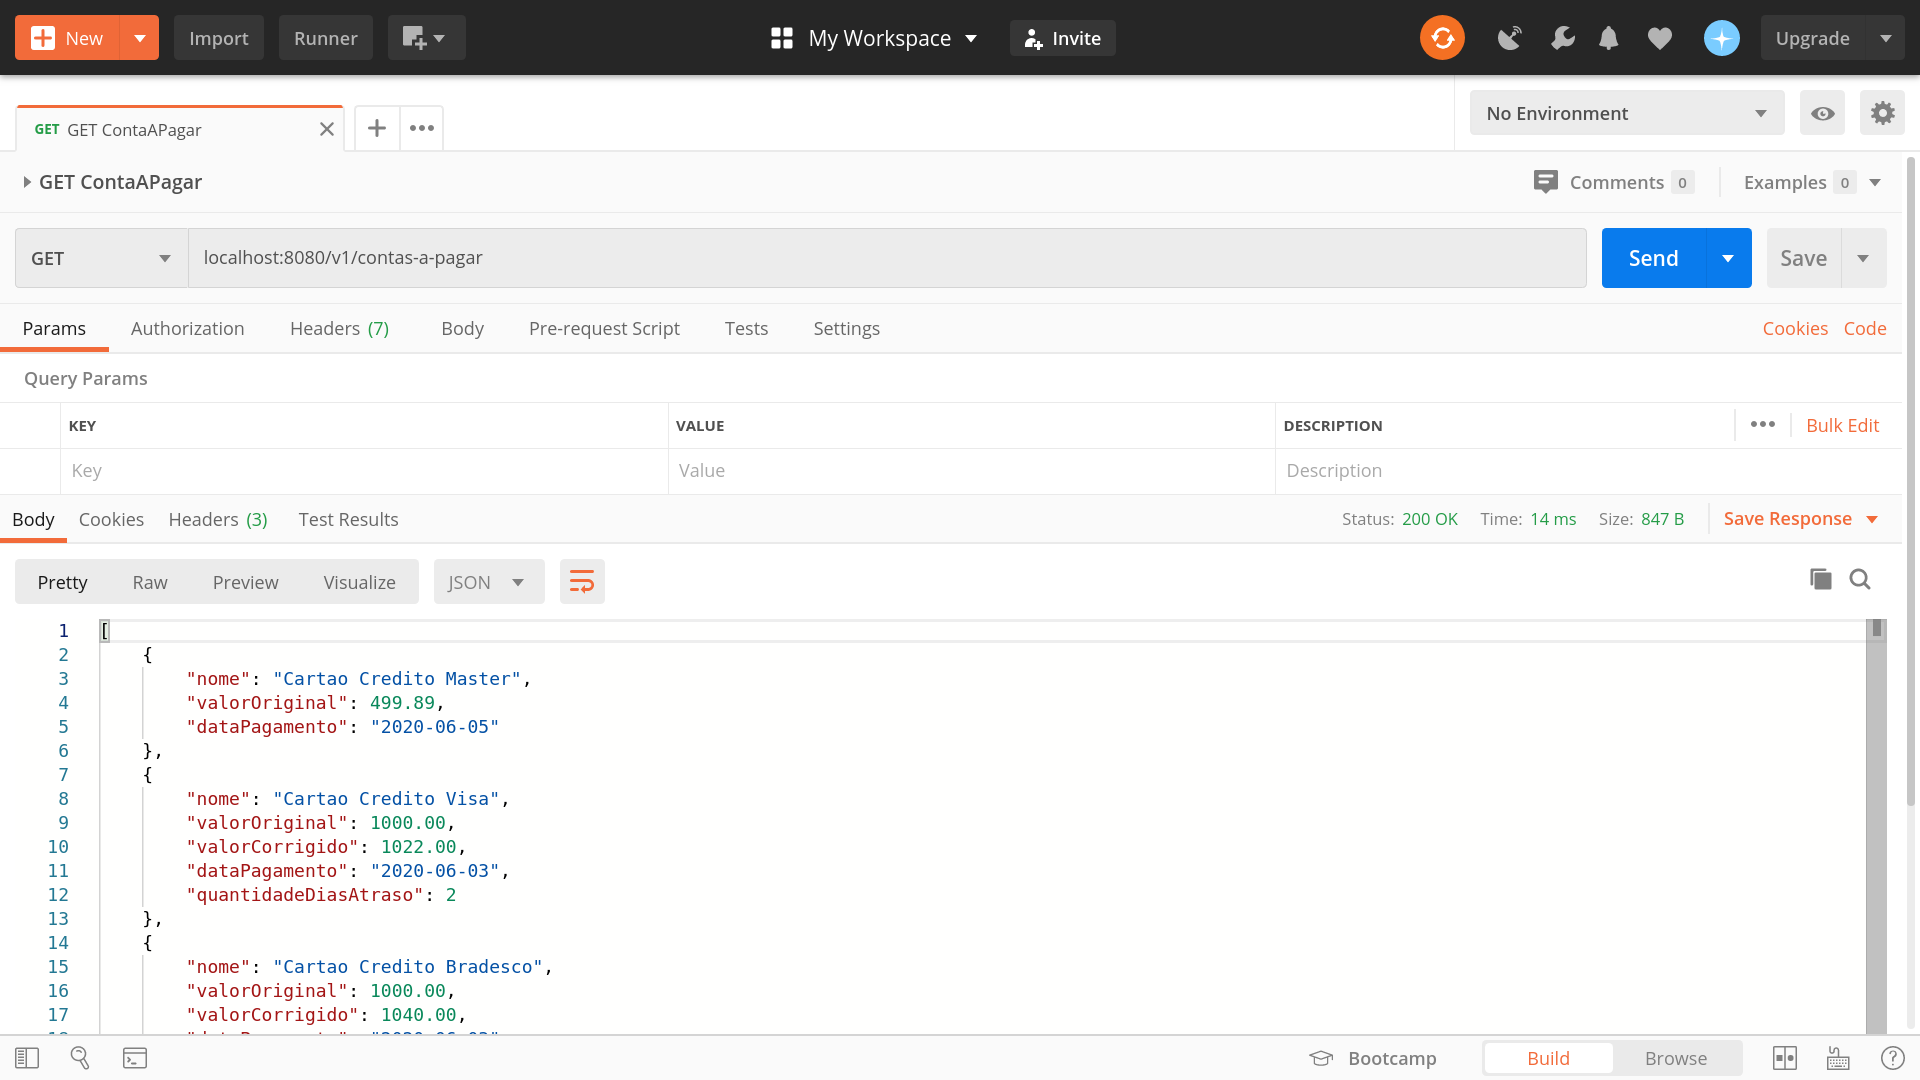 New Import Runner My Workspace Invite Upgrade
GET GET ContaAPagar No Environment
GET ContaAPagar Comments 0 Examples 0
GET localhost:8080/v1/contas-a-pagar Send Save
Params Authorization Headers (7) Body Pre-request Script Tests Settings Cookies Code
Query Params
KEY VALUE DESCRIPTION Bulk Edit
Key Value Description
Body Cookies Headers (3) Test Results Status: 200 OK Time: 14 ms Size: 847 B Save Response
Pretty Raw Preview Visualize JSON
1 [
2 {
3 "nome": "Cartao Credito Master",
4 "valorOriginal": 499.89,
5 "dataPagamento": "2020-06-05"
6 },
7 {
8 "nome": "Cartao Credito Visa",
9 "valorOriginal": 1000.00,
10 "valorCorrigido": 1022.00,
11 "dataPagamento": "2020-06-03",
12 "quantidadeDiasAtraso": 2
13 },
14 {
15 "nome": "Cartao Credito Bradesco",
16 "valorOriginal": 1000.00,
17 "valorCorrigido": 1040.00,
Bootcamp Build Browse